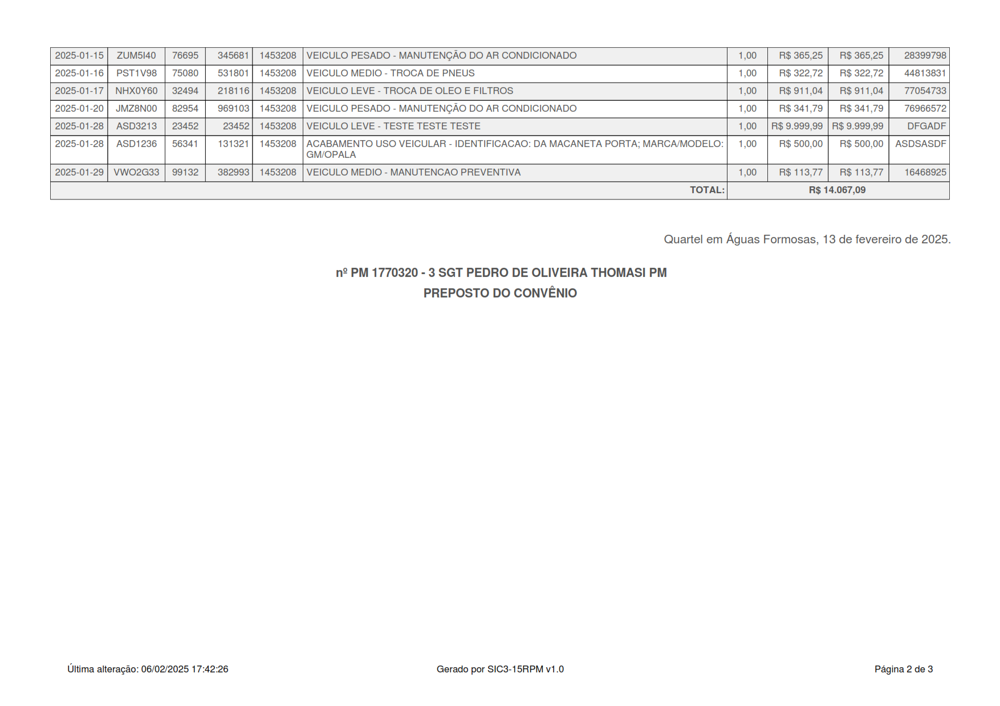 2025-01-15 ZUM5I40 76695 345681 1453208 VEICULO PESADO - MANUTENÇÃO DO AR CONDICIONADO 1,00 R$ 365,25 R$ 365,25 28399798
2025-01-16 PST1V98 75080 531801 1453208 VEICULO MEDIO - TROCA DE PNEUS 1,00 R$ 322,72 R$ 322,72 44813831
2025-01-17 NHX0Y60 32494 218116 1453208 VEICULO LEVE - TROCA DE OLEO E FILTROS 1,00 R$ 911,04 R$ 911,04 77054733
2025-01-20 JMZ8N00 82954 969103 1453208 VEICULO PESADO - MANUTENÇÃO DO AR CONDICIONADO 1,00 R$ 341,79 R$ 341,79 76966572
2025-01-28 ASD3213 23452 23452 1453208 VEICULO LEVE - TESTE TESTE TESTE 1,00 R$ 9.999,99 R$ 9.999,99 DFGADF
2025-01-28 ASD1236 56341 131321 1453208 ACABAMENTO USO VEICULAR - IDENTIFICACAO: DA MACANETA PORTA; MARCA/MODELO: 1,00 R$ 500,00 R$ 500,00 ASDSASDF
GM/OPALA
2025-01-29 VWO2G33 99132 382993 1453208 VEICULO MEDIO - MANUTENCAO PREVENTIVA 1,00 R$ 113,77 R$ 113,77 16468925
TOTAL: R$ 14.067,09
Quartel em Águas Formosas, 13 de fevereiro de 2025.
nº PM 1770320 - 3 SGT PEDRO DE OLIVEIRA THOMASI PM
PREPOSTO DO CONVÊNIO
Última alteração: 06/02/2025 17:42:26 Gerado por SIC3-15RPM v1.0 Página 2 de 3